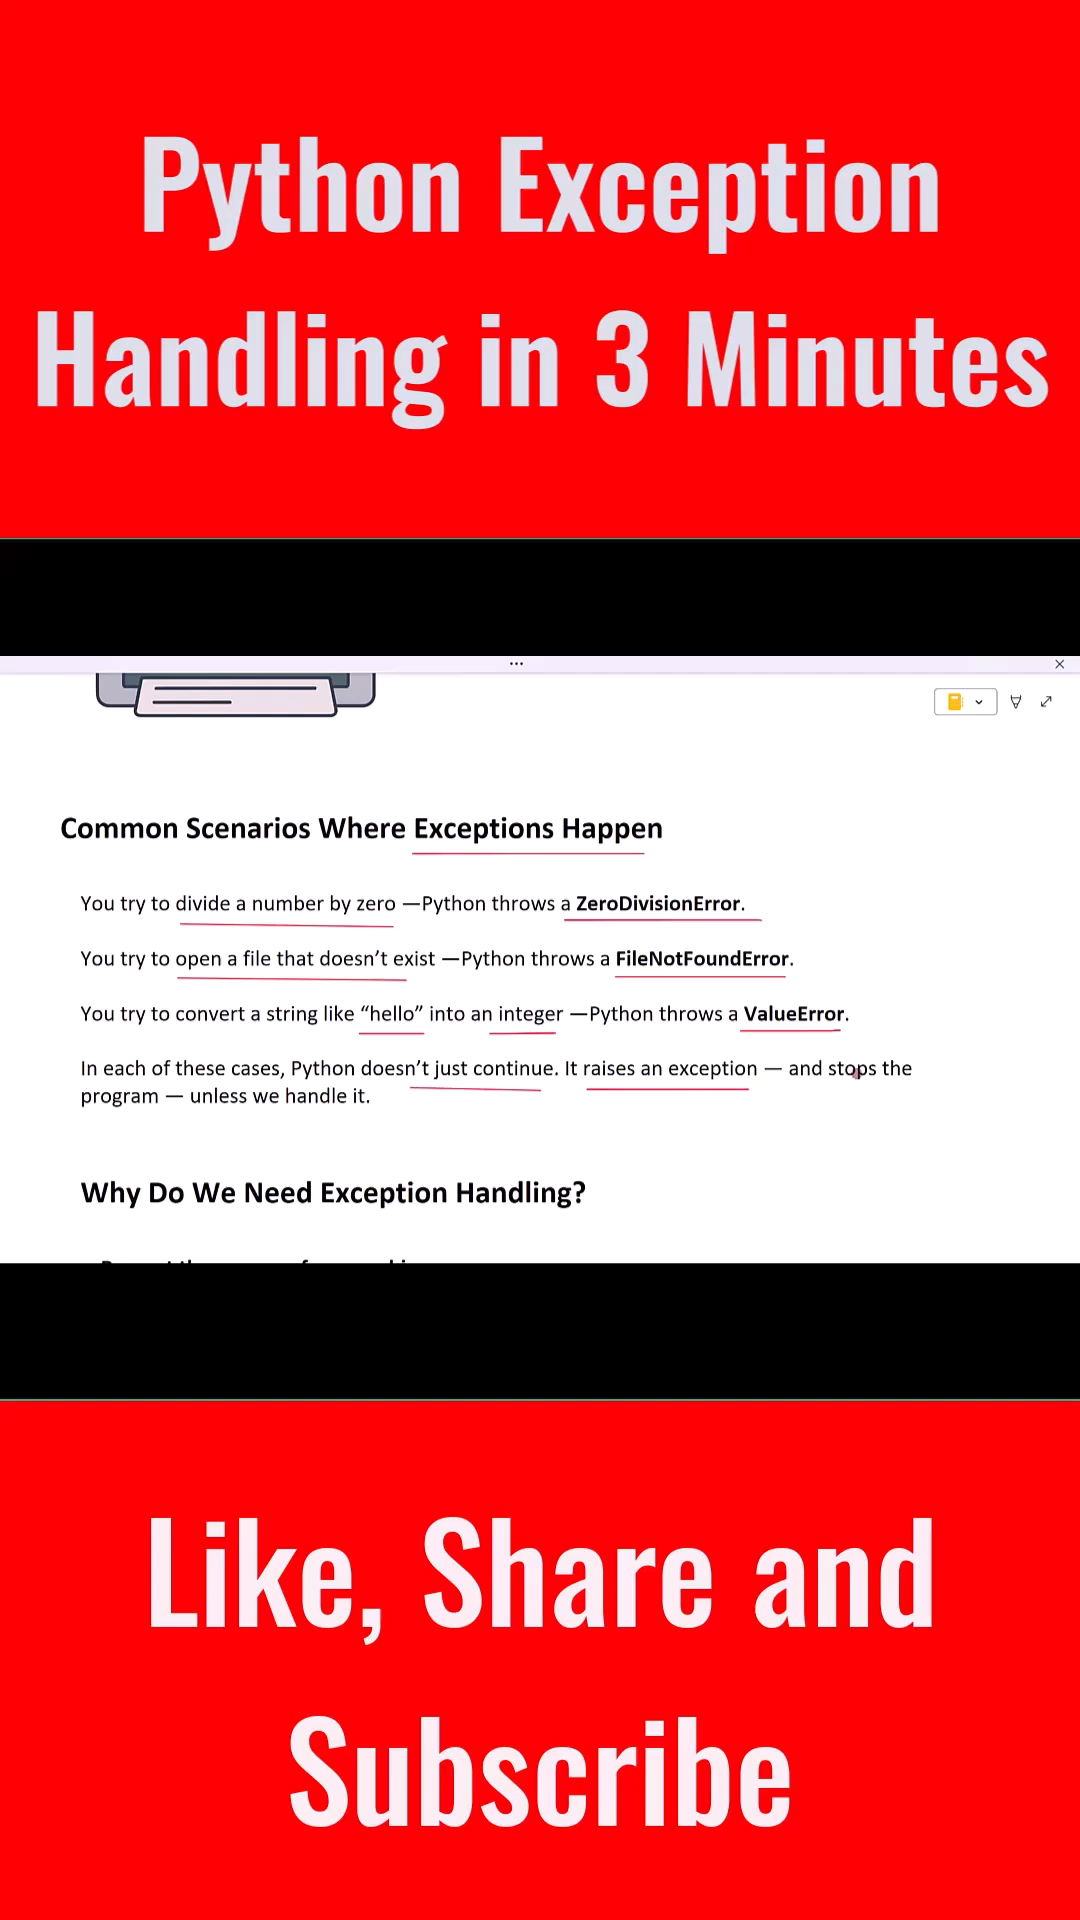 Python Exception
Handling in 3 Minutes
Common Scenarios Where Exceptions Happen
You try to divide a number by zero —Python throws a ZeroDivisionError.
You try to open a file that doesn’t exist —Python throws a FileNotFoundError.
You try to convert a string like “hello” into an integer —Python throws a ValueError.
In each of these cases, Python doesn’t just continue. It raises an exception — and stops the
program — unless we handle it.
Why Do We Need Exception Handling?
Like, Share and
Subscribe